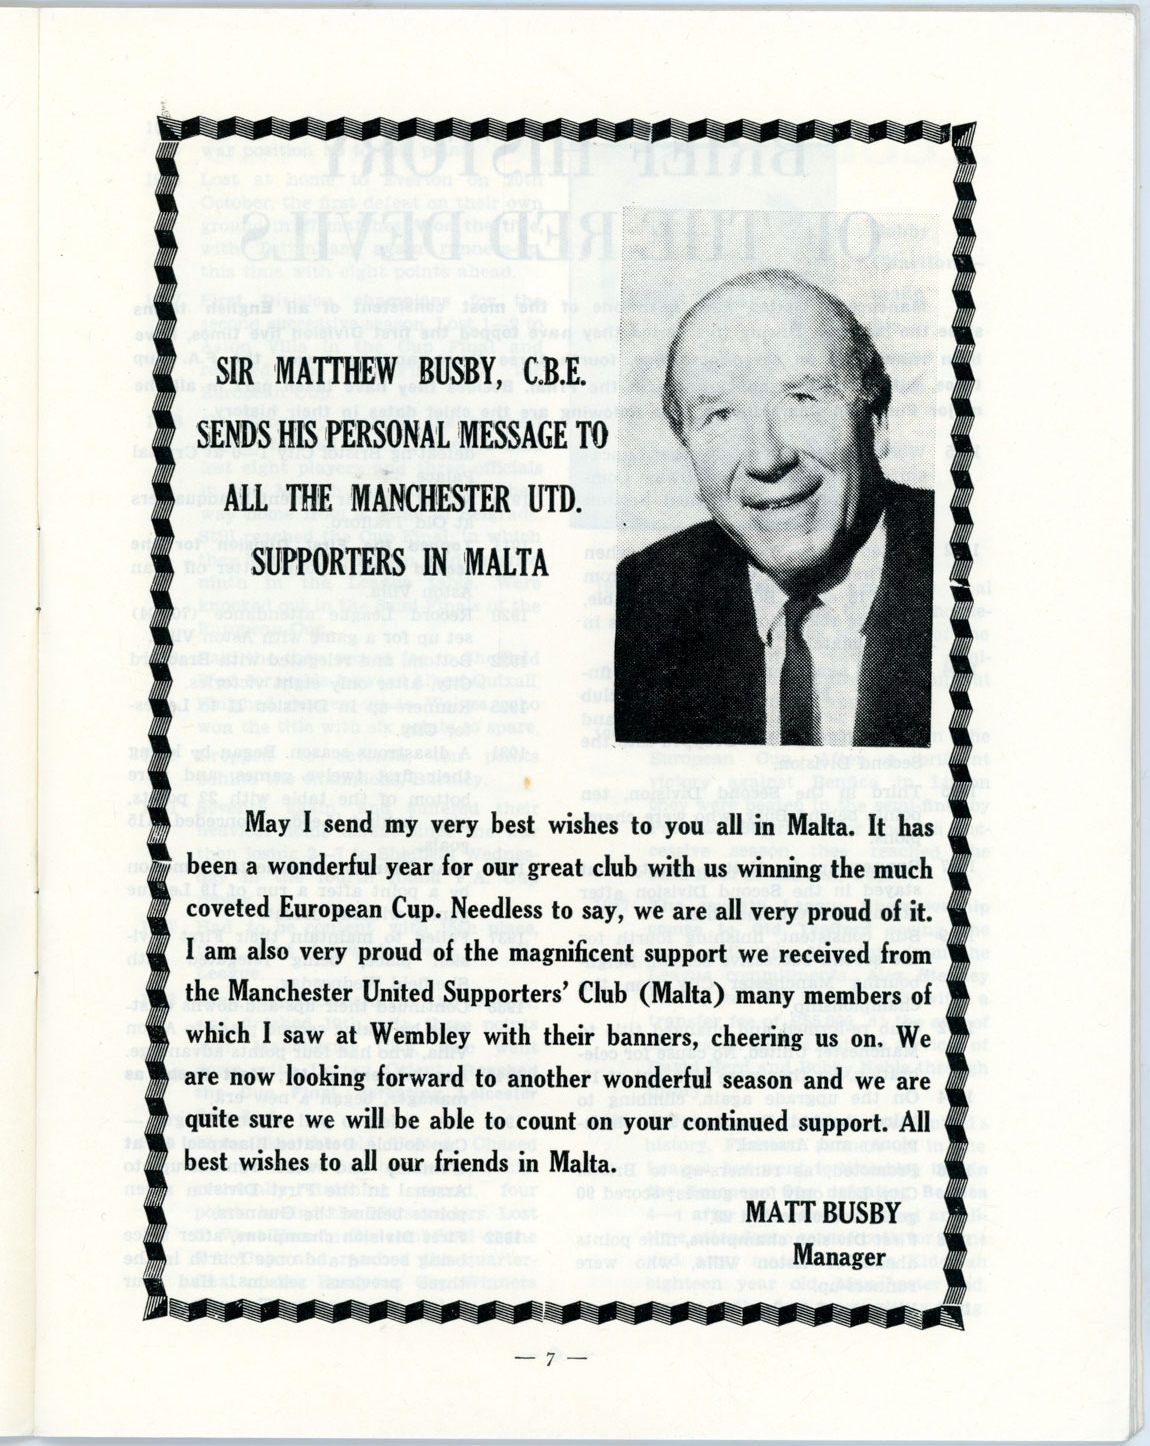 SIR MATTHEW BUSBY, C.B.E.
SENDS HIS PERSONAL MESSAGE TO
ALL THE MANCHESTER UTD.
SUPPORTERS IN MALTA
May I send my very best wishes to you all in Malta. It has
been a wonderful year for our great club with us winning the much
coveted European Cup. Needless to say, we are all very proud of it.
I am also very proud of the magnificent support we received from
the Manchester United Supporters' Club (Malta) many members of
which I saw at Wembley with their banners, cheering us on. We
are now looking forward to another wonderful season and we are
quite sure we will be able to count on your continued support. All
best wishes to all our friends in Malta.
MATT BUSBY
Manager
— 7 —